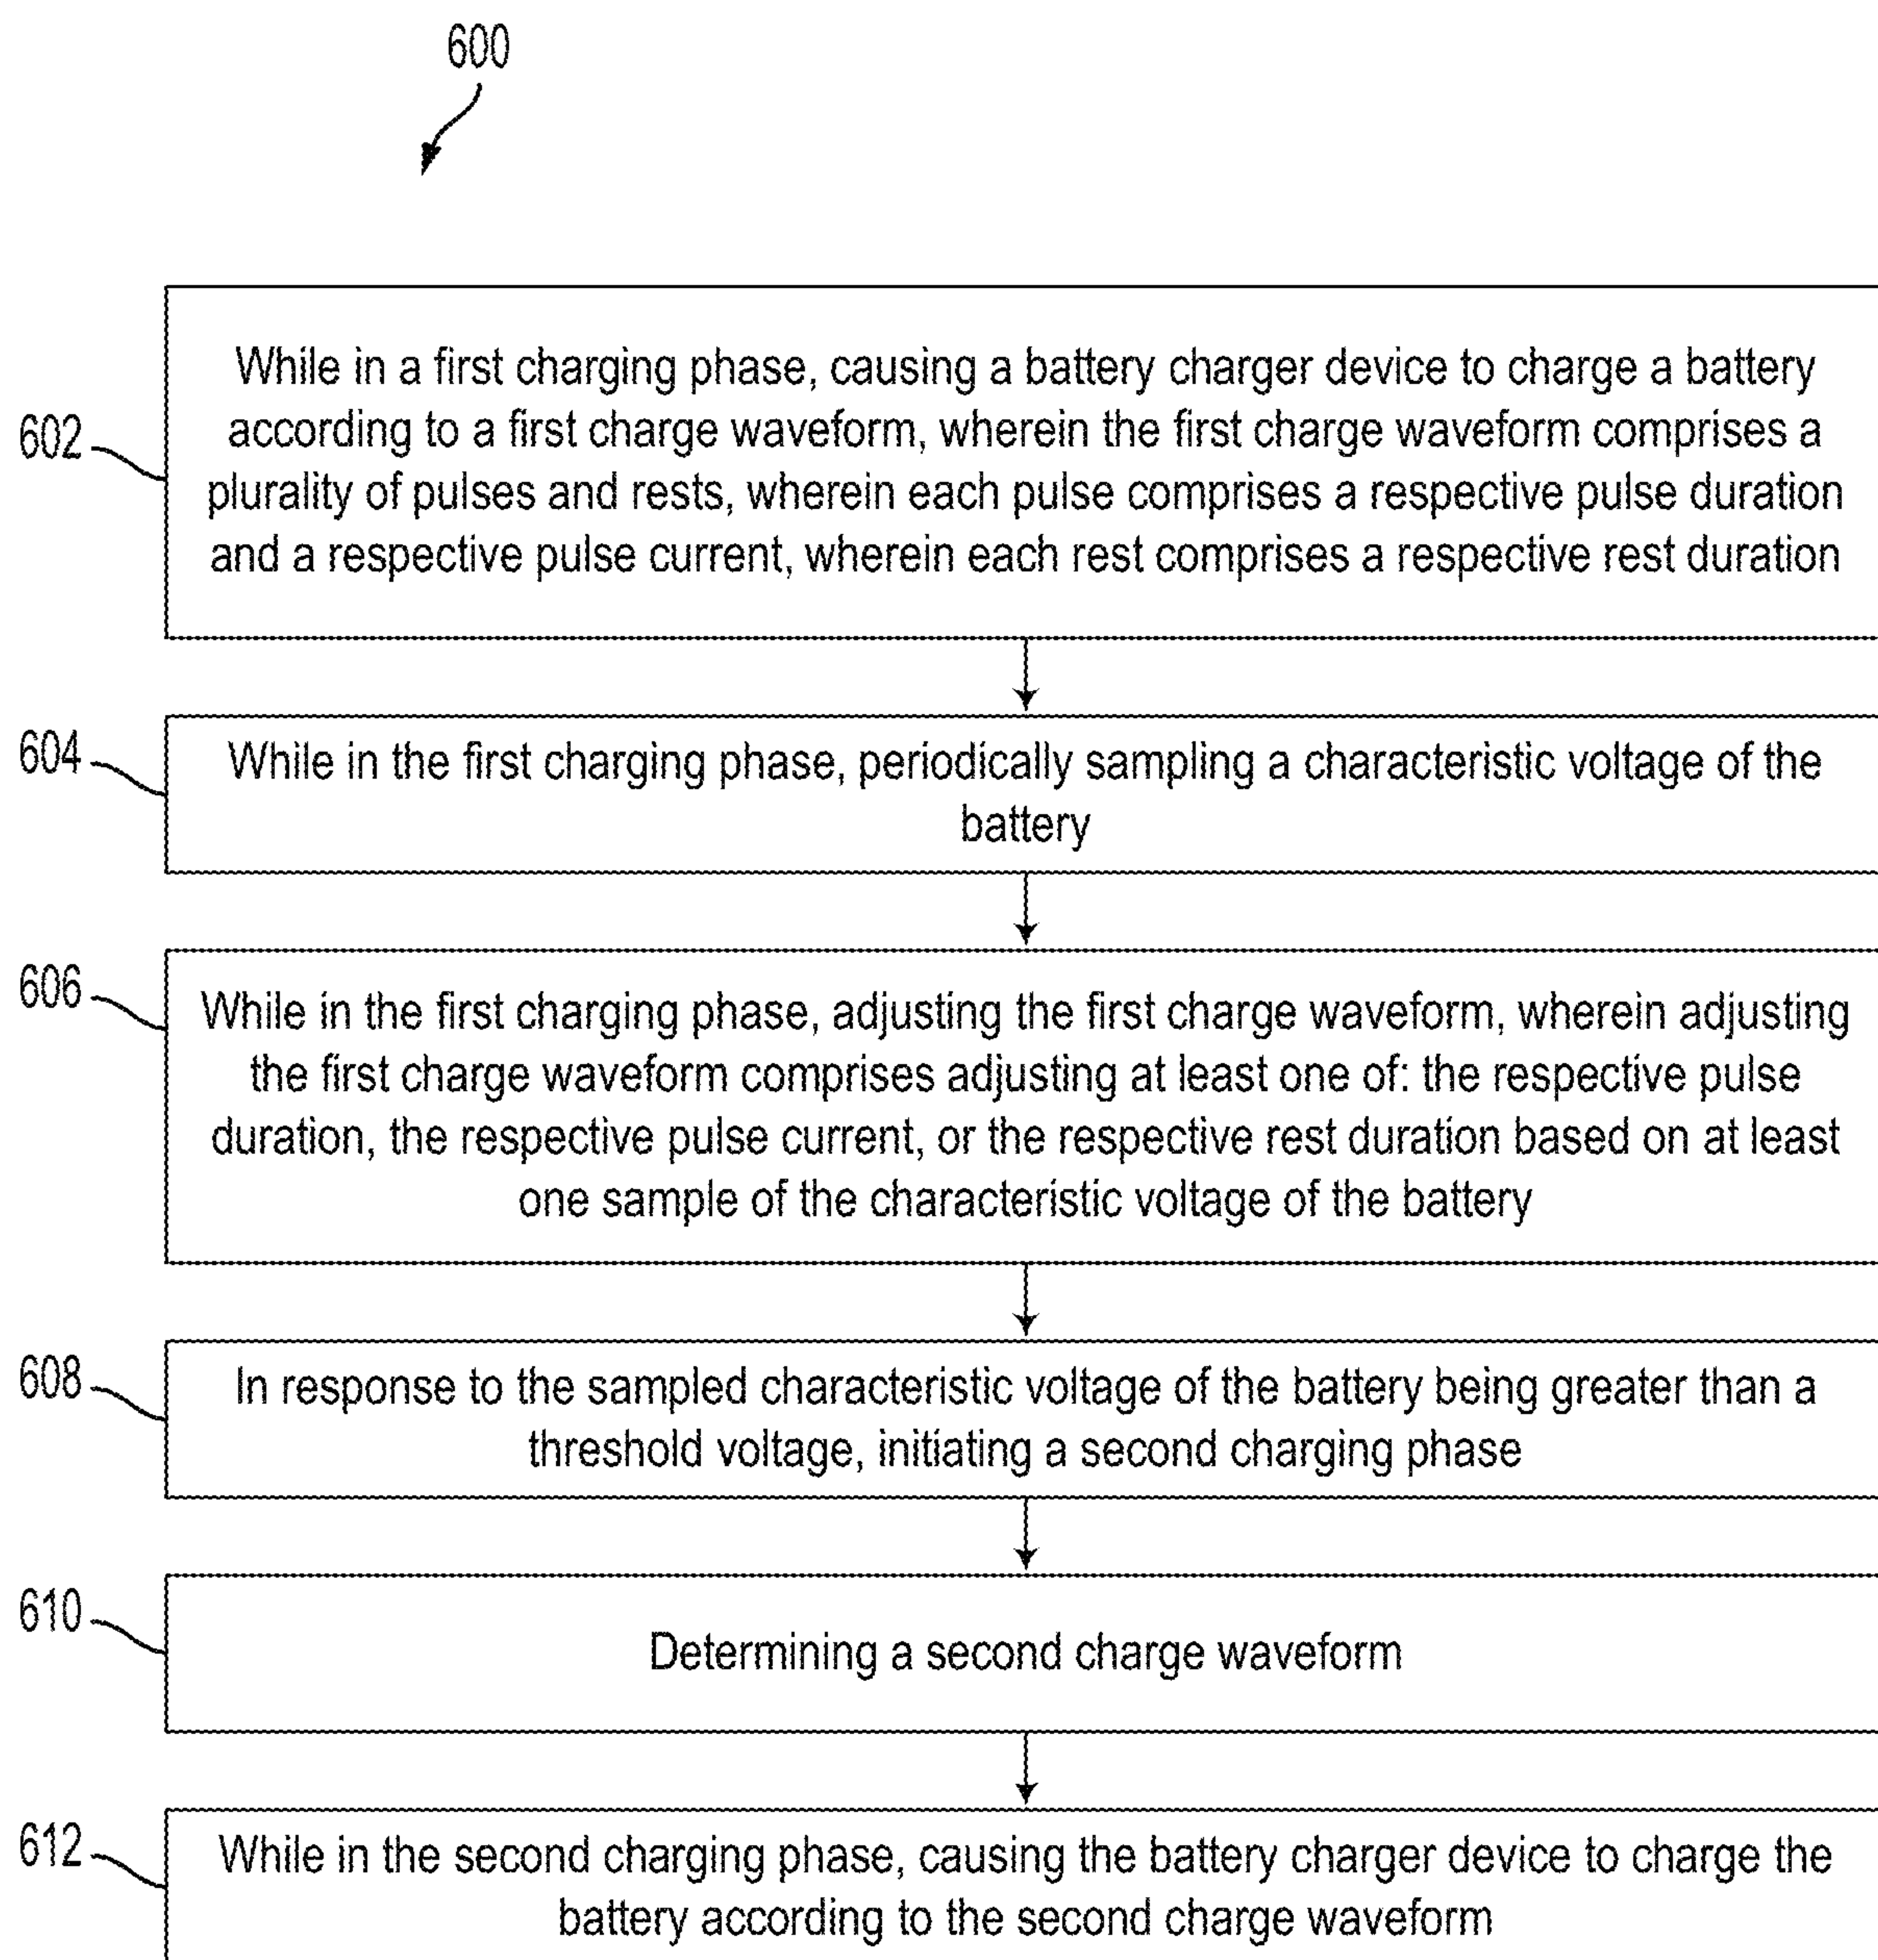 600
602
While in a first charging phase, causing a battery charger device to charge a battery
according to a first charge waveform, wherein the first charge waveform comprises a
plurality of pulses and rests, wherein each pulse comprises a respective pulse duration
and a respective pulse current, wherein each rest comprises a respective rest duration
604
While in the first charging phase, periodically sampling a characteristic voltage of the
battery
606
While in the first charging phase, adjusting the first charge waveform, wherein adjusting
the first charge waveform comprises adjusting at least one of: the respective pulse
duration, the respective pulse current, or the respective rest duration based on at least
one sample of the characteristic voltage of the battery
608
In response to the sampled characteristic voltage of the battery being greater than a
threshold voltage, initiating a second charging phase
610
Determining a second charge waveform
612
While in the second charging phase, causing the battery charger device to charge the
battery according to the second charge waveform